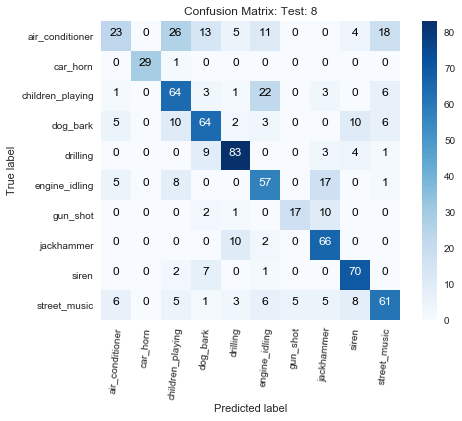 Confusion Matrix: Test: 8
True label
air_conditioner 23 0 26 13 5 11 0 0 4 18
car_horn 0 29 1 0 0 0 0 0 0 0
children_playing 1 0 64 3 1 22 0 3 0 6
dog_bark 5 0 10 64 2 3 0 0 10 6
drilling 0 0 0 9 83 0 0 3 4 1
engine_idling 5 0 8 0 0 57 0 17 0 1
gun_shot 0 0 0 2 1 0 17 10 0 0
jackhammer 0 0 0 0 10 2 0 66 0 0
siren 0 0 2 7 0 1 0 0 70 0
street_music 6 0 5 1 3 6 5 5 8 61
air_conditioner car_horn children_playing dog_bark drilling engine_idling gun_shot jackhammer siren street_music
Predicted label
80
70
60
50
40
30
20
10
0